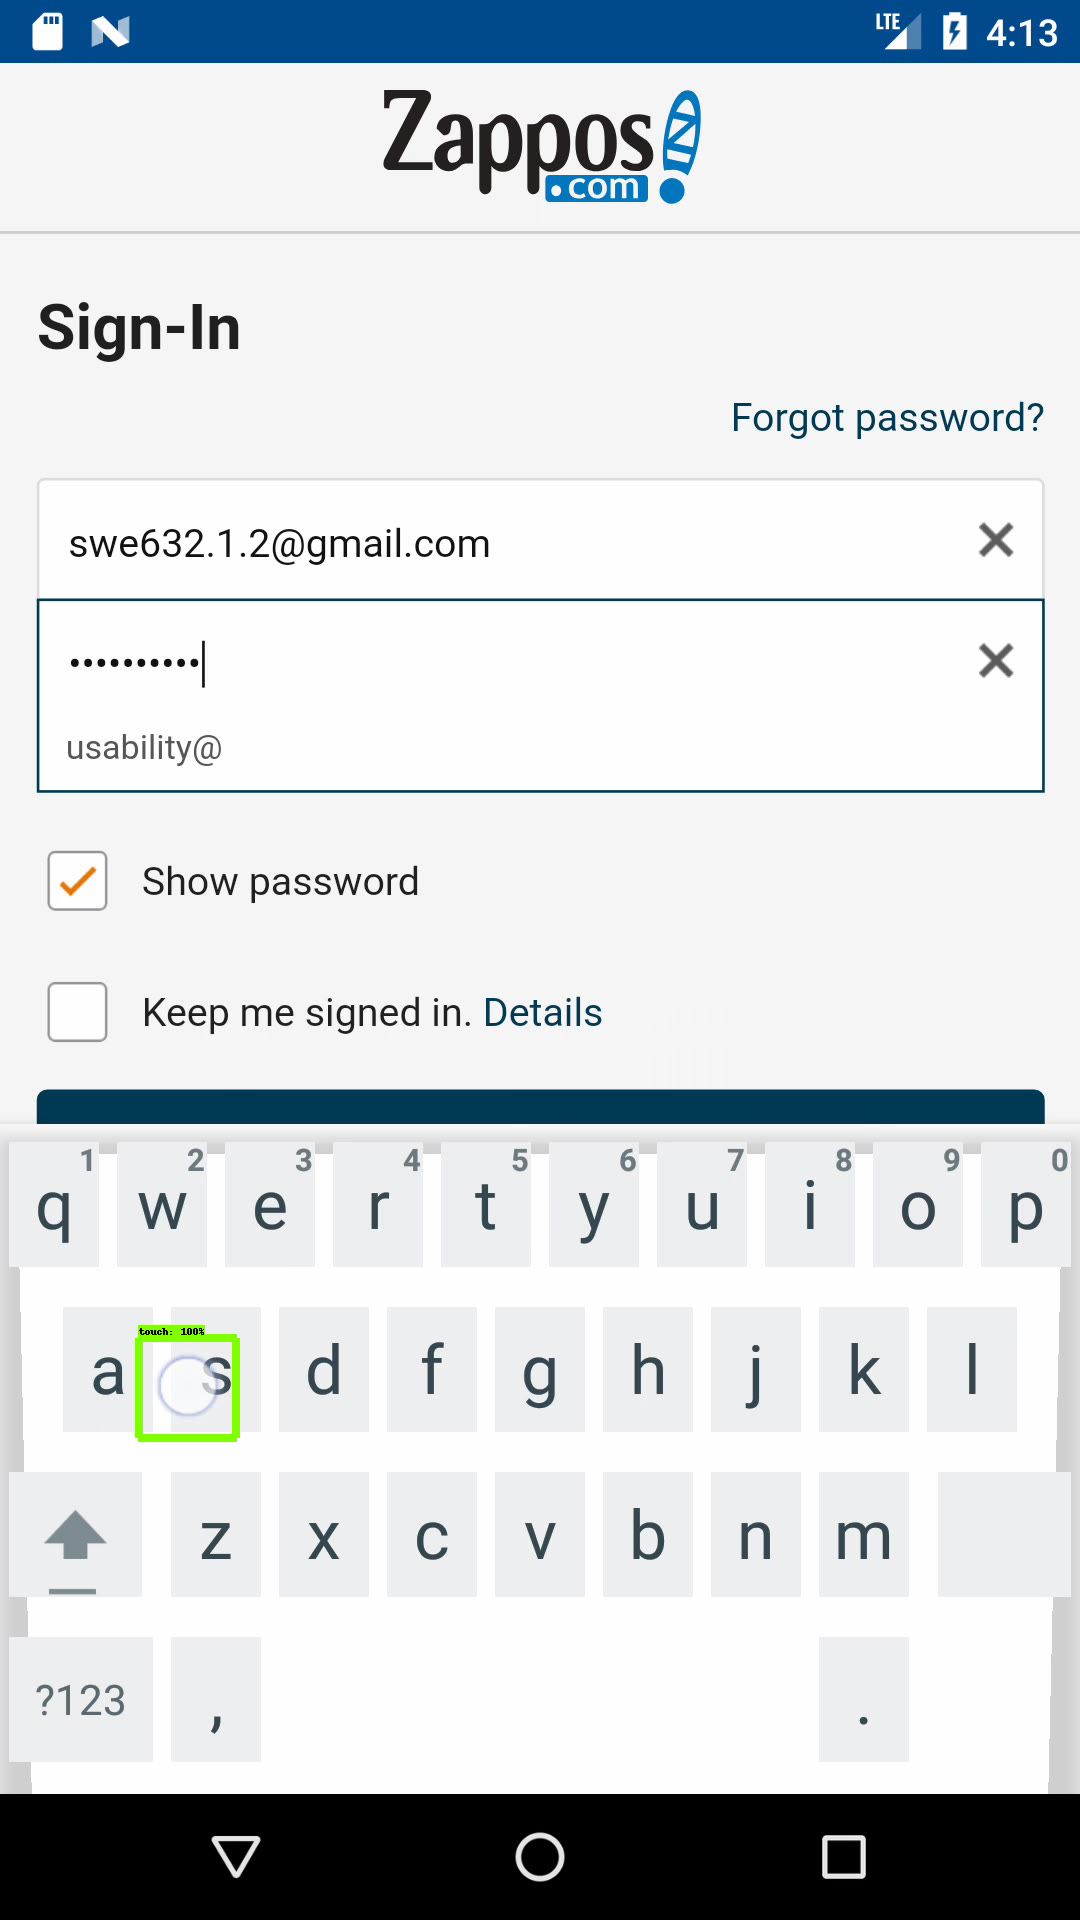 LTE 4:13
Zappos
.com
Sign-In
Forgot password?
swe632.1.2@gmail.com
••••••••••
usability@
Show password
Keep me signed in. Details
1 2 3 4 5 6 7 8 9 0
q w e r t y u i o p
touch: 100%
a s d f g h j k l
z x c v b n m
?123 , .